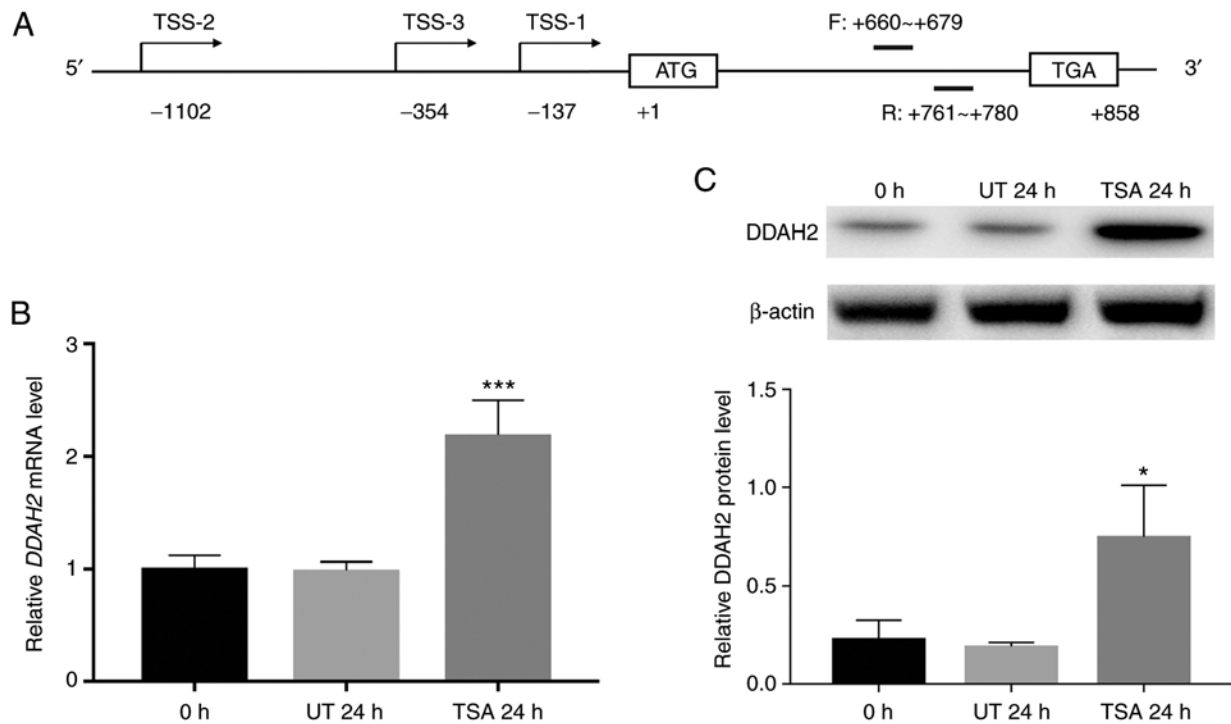 A
TSS-2 TSS-3 TSS-1 F: +660~+679
5′ ATG TGA 3′
−1102 −354 −137 +1 R: +761~+780 +858
C
0 h UT 24 h TSA 24 h
DDAH2
β-actin
B
Relative DDAH2 mRNA level
3
2
1
0
***
0 h UT 24 h TSA 24 h
Relative DDAH2 protein level
1.5
1.0
0.5
0.0
*
0 h UT 24 h TSA 24 h